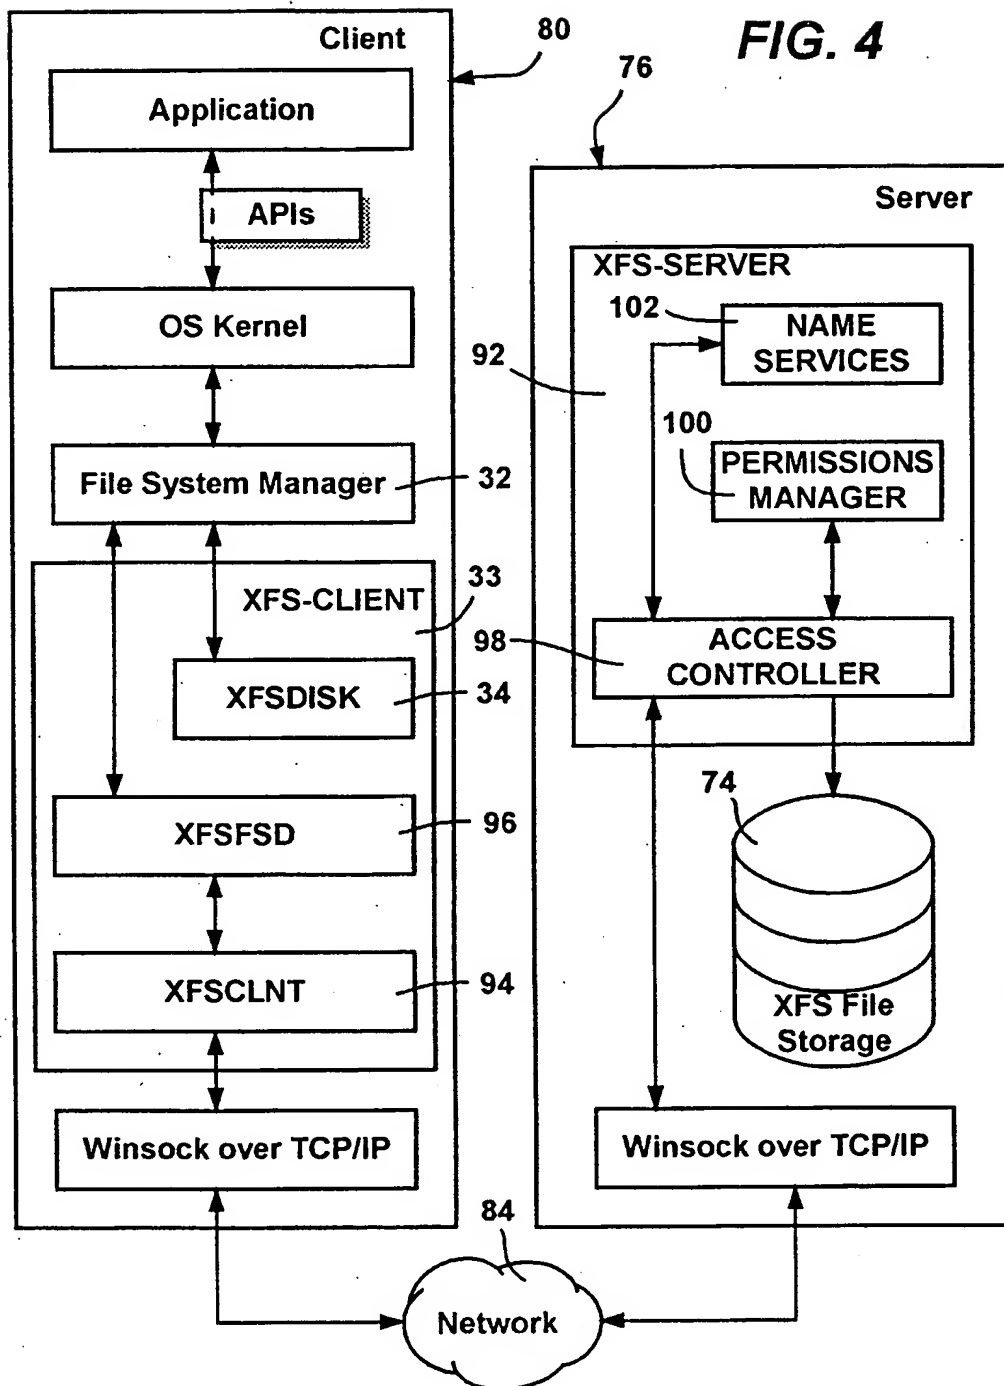 FIG. 4
Client
80
Application
APIs
OS Kernel
File System Manager
32
XFS-CLIENT
33
XFSDISK
34
XFSFSD
96
XFSCLNT
94
Winsock over TCP/IP
76
Server
XFS-SERVER
102
NAME
SERVICES
92
100
PERMISSIONS
MANAGER
98
ACCESS
CONTROLLER
74
XFS File
Storage
Winsock over TCP/IP
84
Network